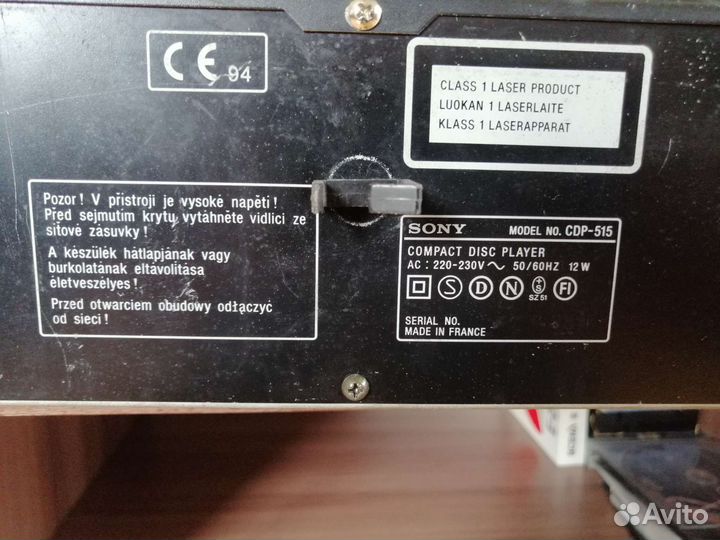 CE 94
CLASS 1 LASER PRODUCT
LUOKAN 1 LASERLAITE
KLASS 1 LASERAPPARAT
Pozor! V přístroji je vysoké napětí!
Před sejmutím krytu vytáhněte vidlici ze
síťové zásuvky!
A készülék hátlapjának vagy
burkolatának eltávolítása
életveszélyes!
Przed otwarciem obudowy odłączyć
od sieci!
SONY MODEL NO. CDP-515
COMPACT DISC PLAYER
AC: 220-230V ~ 50/60HZ 12W
S D N S FI
SZ 51
SERIAL NO.
MADE IN FRANCE
Avito